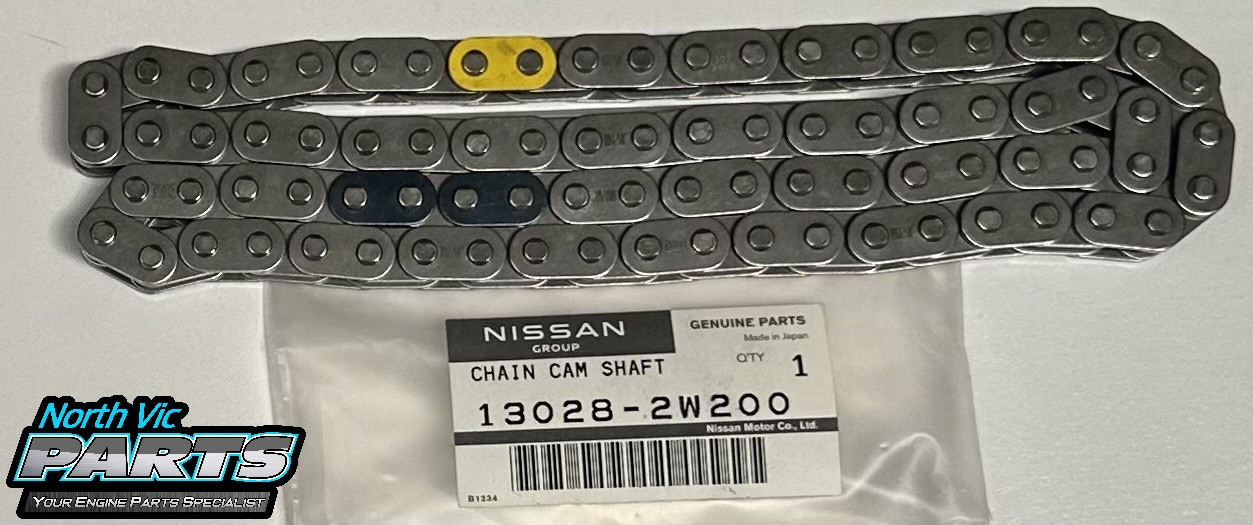 NISSAN
GROUP
GENUINE PARTS
Made in Japan
CHAIN CAM SHAFT
Q'TY 1
13028-2W200
Nissan Motor Co., Ltd.
B1234
North Vic
PARTS
YOUR ENGINE PARTS SPECIALIST